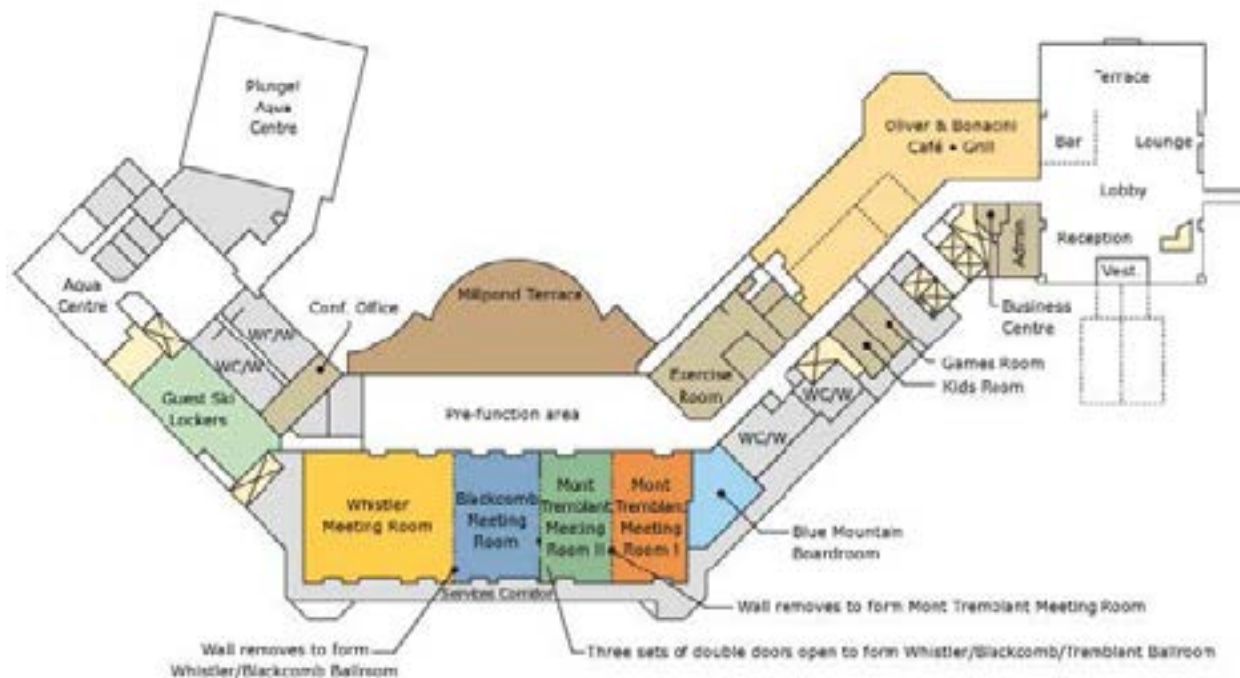 Plunge!
Aqua
Centre
Terrace
Oliver & Bonacini
Café • Grill
Bar
Lounge
Lobby
Reception
Admin
Vest.
Aqua
Centre
Conf. Office
Millpond Terrace
Business
Centre
WC/W
WC/W
Games Room
Kids Room
Exercise
Room
Guest Ski
Lockers
Pre-function area
WC/W
WC/W
Whistler
Meeting Room
Blackcomb
Meeting
Room
Mont
Tremblant
Meeting
Room II
Mont
Tremblant
Meeting
Room I
Blue Mountain
Boardroom
Services Corridor
Wall removes to form Mont Tremblant Meeting Room
Wall removes to form
Whistler/Blackcomb Ballroom
Three sets of double doors open to form Whistler/Blackcomb/Tremblant Ballroom